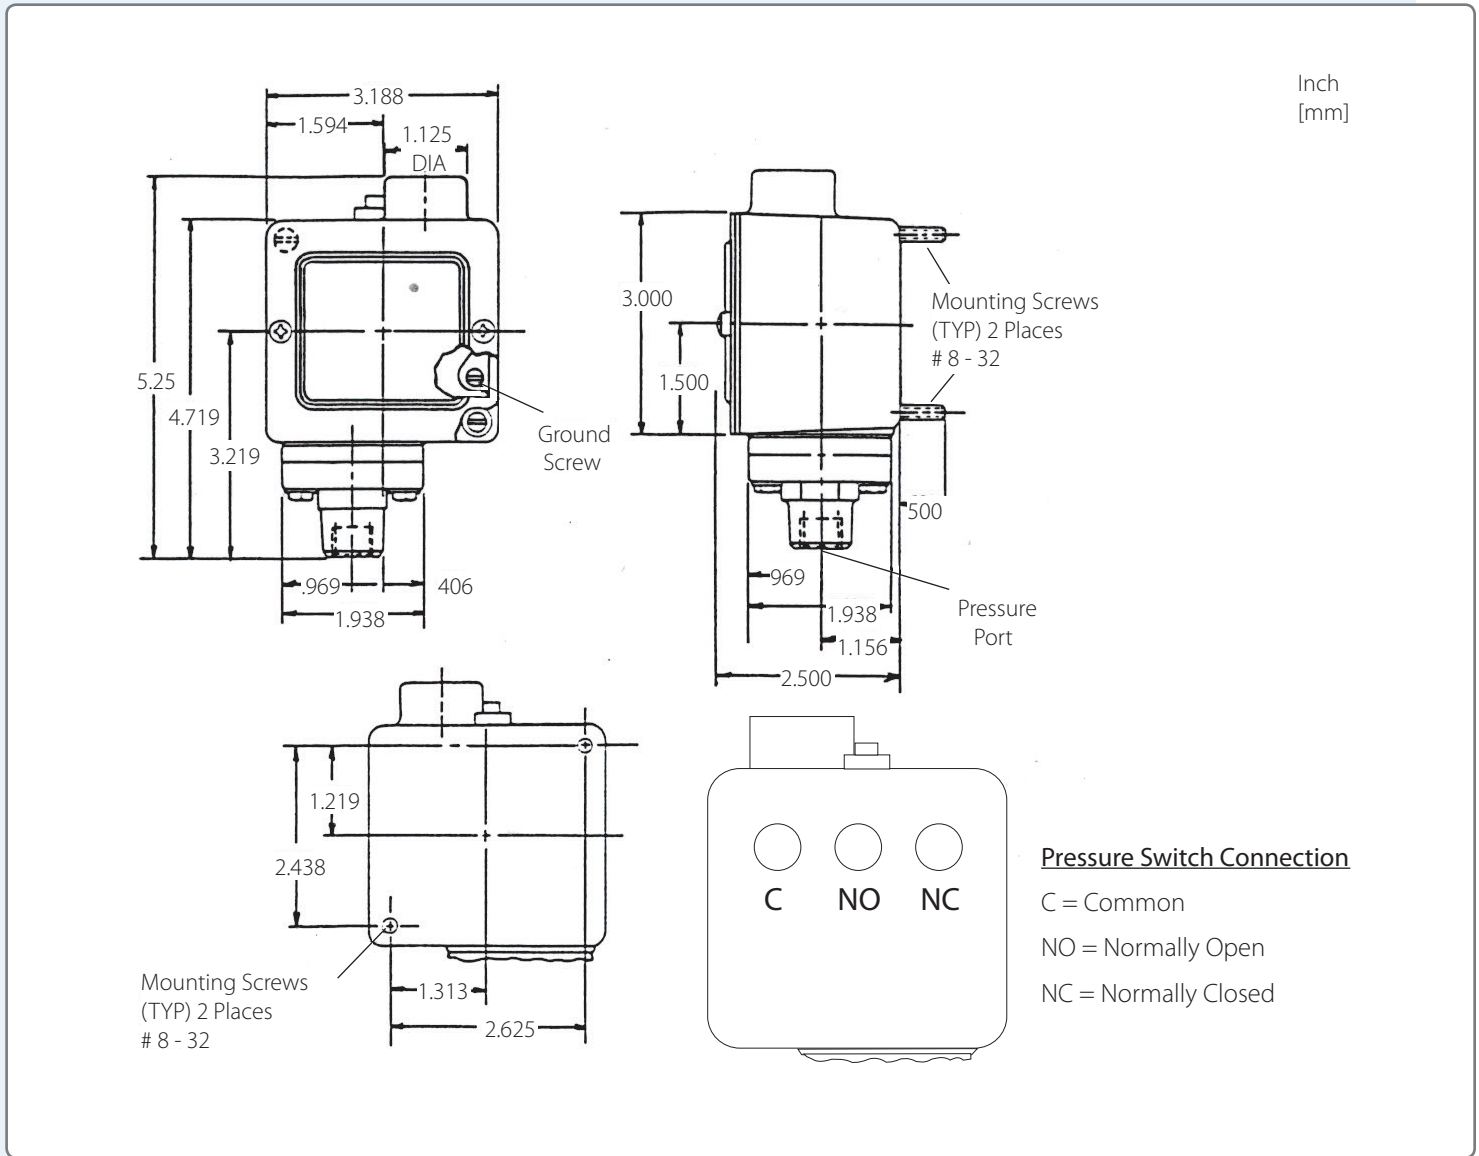 Inch
[mm]
3.188
1.594
1.125
DIA
5.25
4.719
3.219
Ground
Screw
.969
406
1.938
3.000
1.500
Mounting Screws
(TYP) 2 Places
# 8 - 32
500
969
1.938
1.156
2.500
Pressure
Port
1.219
2.438
Mounting Screws
(TYP) 2 Places
# 8 - 32
1.313
2.625
C NO NC
Pressure Switch Connection
C = Common
NO = Normally Open
NC = Normally Closed